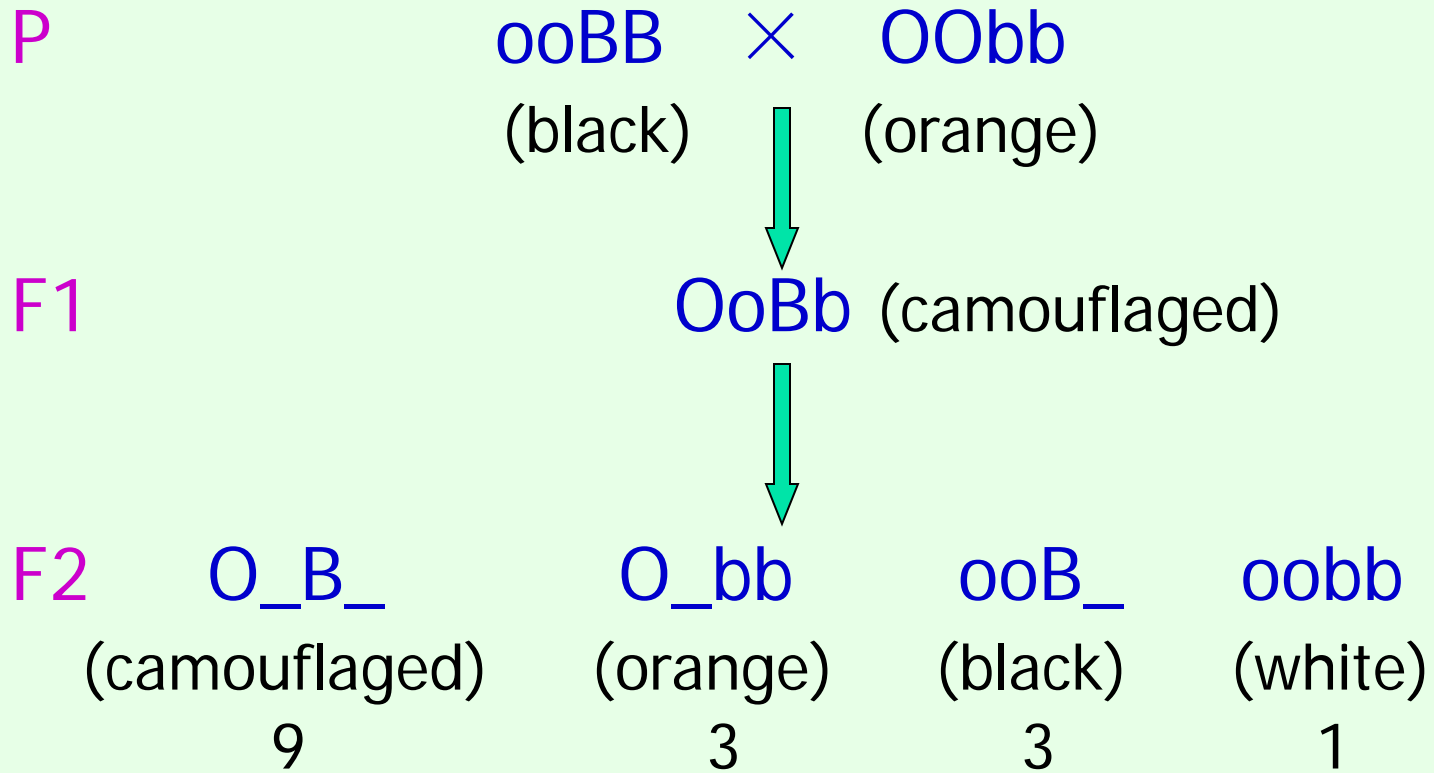 P ooBB × OObb
(black) (orange)
F1 OoBb (camouflaged)
F2 O_B_ O_bb ooB_ oobb
(camouflaged) (orange) (black) (white)
9 3 3 1